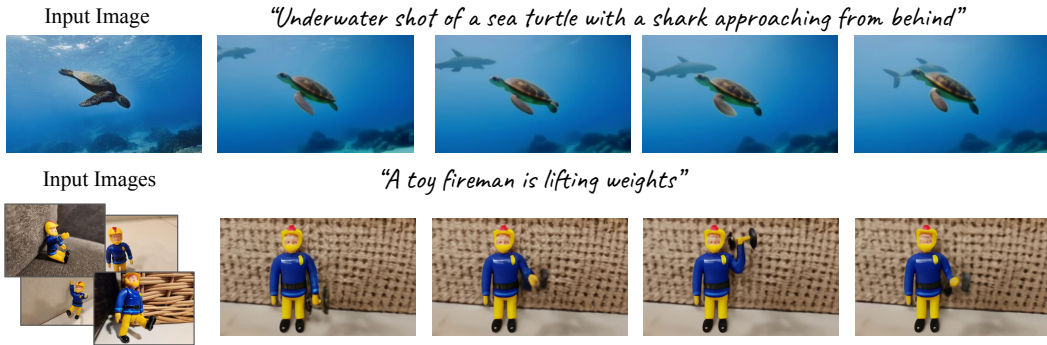 Input Image
“Underwater shot of a sea turtle with a shark approaching from behind”
Input Images
“A toy fireman is lifting weights”